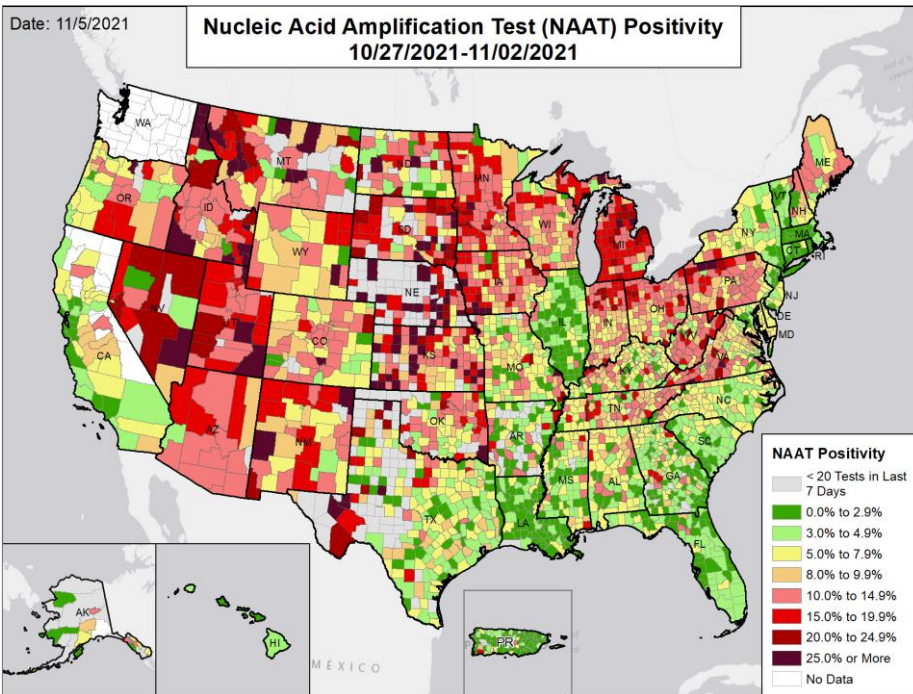 Date: 11/5/2021
Nucleic Acid Amplification Test (NAAT) Positivity
10/27/2021-11/02/2021
WA
MT
ND
MN
ME
OR
ID
SD
WI
VT
NH
NY
MA
CT
RI
WY
MI
IA
NE
PA
NJ
NV
UT
CO
IL
IN
OH
DE
MD
CA
KS
MO
WV
VA
KY
AZ
NM
OK
AR
TN
NC
SC
MS
AL
GA
TX
LA
FL
AK
HI
PR
MÉXICO
NAAT Positivity
< 20 Tests in Last
7 Days
0.0% to 2.9%
3.0% to 4.9%
5.0% to 7.9%
8.0% to 9.9%
10.0% to 14.9%
15.0% to 19.9%
20.0% to 24.9%
25.0% or More
No Data